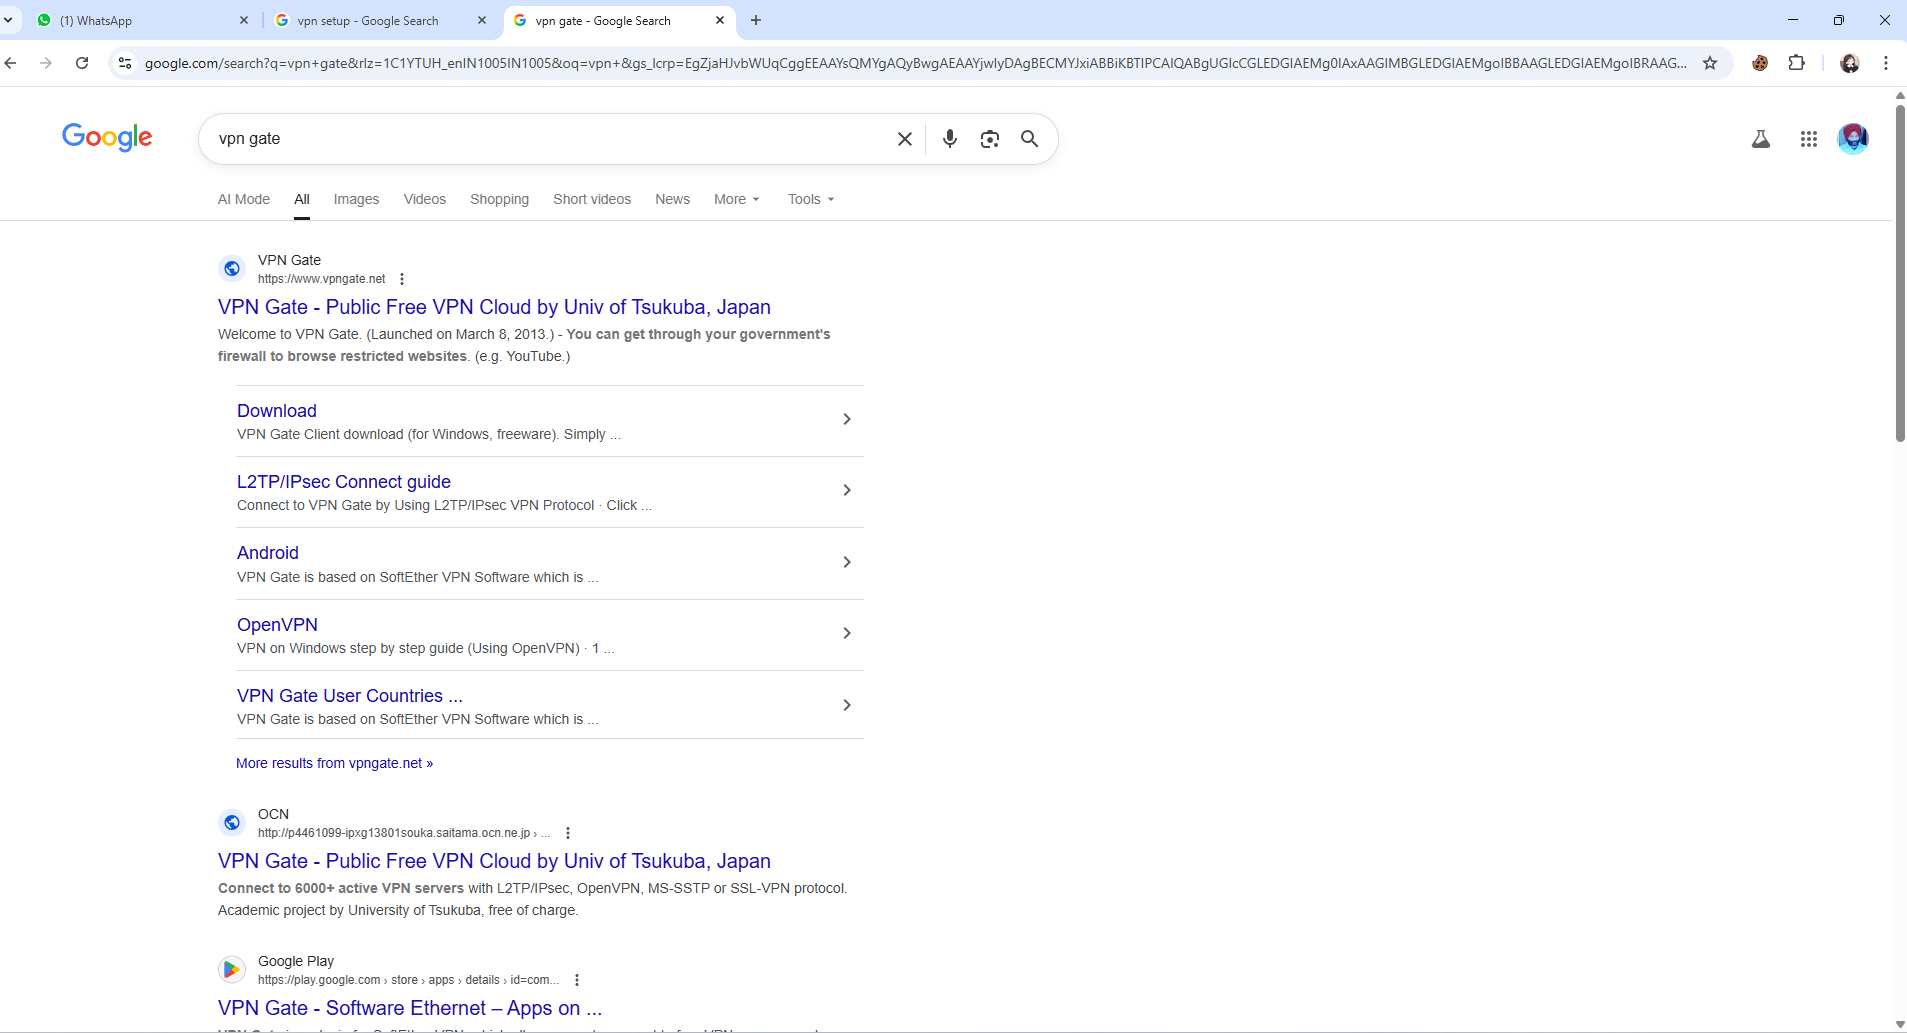 (1) WhatsApp
vpn setup - Google Search
vpn gate - Google Search
google.com/search?q=vpn+gate&rlz=1C1YTUH_enIN1005IN1005&oq=vpn+&gs_lcrp=EgZjaHJvbWUqCggEEAAYsQMYgAQyBwgAEAAYjwIyDAgBECMYJxiABBiKBTIPCAIQABgUGIcCGLEDGIAEMg0IAxAAGIMBGLEDGIAEMgoIBBAAGLEDGIAEMgoIBRAAG...
Google
vpn gate
AI Mode
All
Images
Videos
Shopping
Short videos
News
More
Tools
VPN Gate
https://www.vpngate.net
VPN Gate - Public Free VPN Cloud by Univ of Tsukuba, Japan
Welcome to VPN Gate. (Launched on March 8, 2013.) - You can get through your government's
firewall to browse restricted websites. (e.g. YouTube.)
Download
VPN Gate Client download (for Windows, freeware). Simply ...
L2TP/IPsec Connect guide
Connect to VPN Gate by Using L2TP/IPsec VPN Protocol · Click ...
Android
VPN Gate is based on SoftEther VPN Software which is ...
OpenVPN
VPN on Windows step by step guide (Using OpenVPN) · 1 ...
VPN Gate User Countries ...
VPN Gate is based on SoftEther VPN Software which is ...
More results from vpngate.net »
OCN
http://p4461099-ipxg13801souka.saitama.ocn.ne.jp › ...
VPN Gate - Public Free VPN Cloud by Univ of Tsukuba, Japan
Connect to 6000+ active VPN servers with L2TP/IPsec, OpenVPN, MS-SSTP or SSL-VPN protocol.
Academic project by University of Tsukuba, free of charge.
Google Play
https://play.google.com › store › apps › details › id=com...
VPN Gate - Software Ethernet – Apps on ...